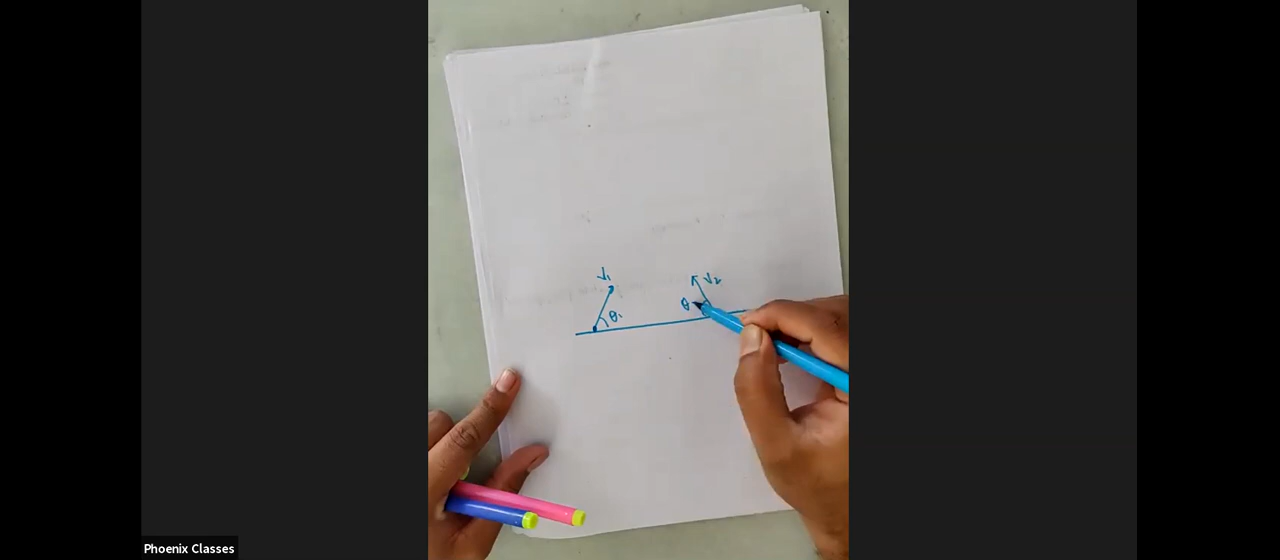 V₁ V₂
θ₁ θ
Phoenix Classes